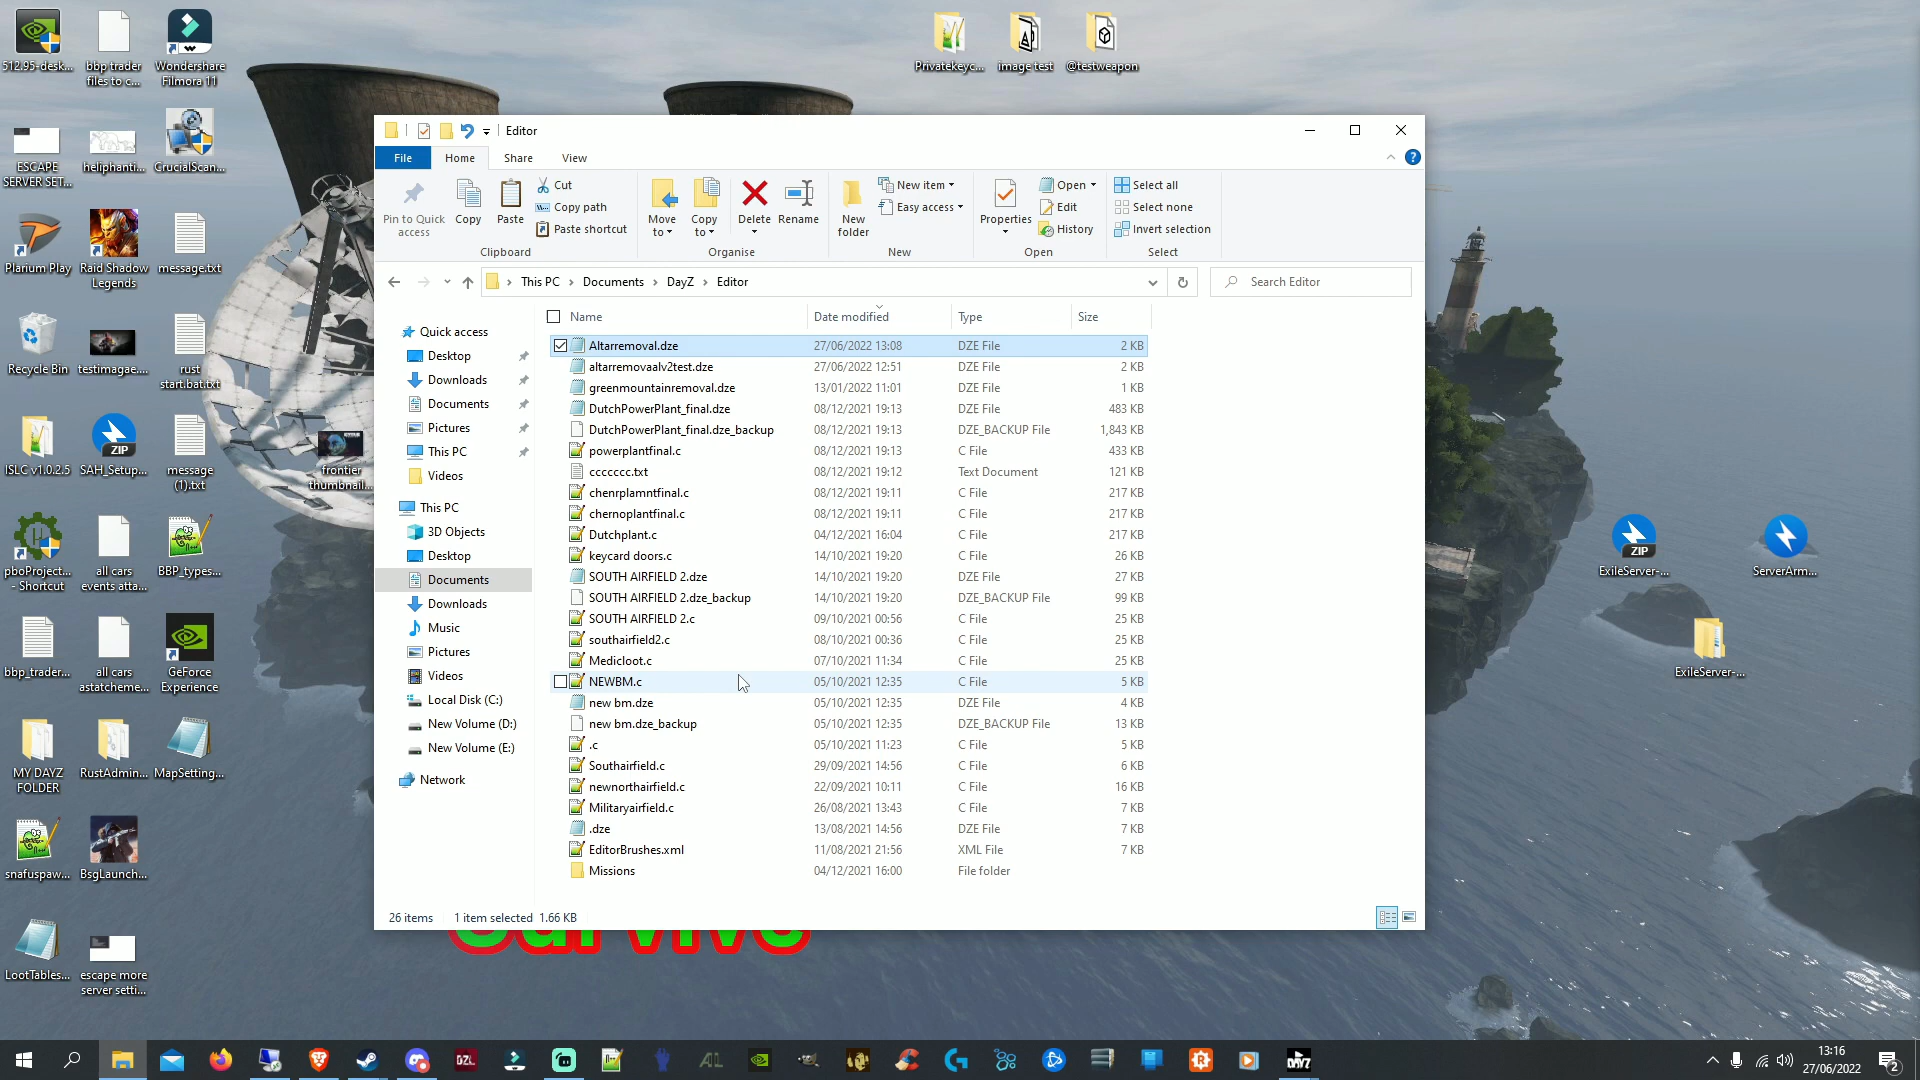 512.95-desk...
bbp trader files to c...
Wondershare Filmora 11
Privatekeyc...
image test
@testweapon
ESCAPE SERVER SET...
heliphanti...
CrucialScan...
Plarium Play
Raid Shadow Legends
message.txt
Recycle Bin
testimagae....
rust start.bat.txt
ISLC v1.0.2.5
ZIP
SAH_Setup...
message (1).txt
frontier thumbnail...
pboProject... - Shortcut
all cars events atta...
BBP_types...
bbp_trader...
all cars astatcheme...
GeForce Experience
MY DAYZ FOLDER
RustAdmin...
MapSetting...
snafuspaw...
BsgLaunch...
LootTables...
escape more server setti...
ZIP
ExileServer-...
ServerArm...
ExileServer-...
Editor
File
Home
Share
View
Pin to Quick access
Copy
Paste
Cut
Copy path
Paste shortcut
Clipboard
Move to
Copy to
Delete
Rename
Organise
New folder
New item
Easy access
New
Properties
Open
Edit
History
Open
Select all
Select none
Invert selection
Select
This PC > Documents > DayZ > Editor
Search Editor
Quick access
Desktop
Downloads
Documents
Pictures
This PC
Videos
This PC
3D Objects
Desktop
Documents
Downloads
Music
Pictures
Videos
Local Disk (C:)
New Volume (D:)
New Volume (E:)
Network
Name Date modified Type Size
Altarremoval.dze 27/06/2022 13:08 DZE File 2 KB
altarremovaalv2test.dze 27/06/2022 12:51 DZE File 2 KB
greenmountainremoval.dze 13/01/2022 11:01 DZE File 1 KB
DutchPowerPlant_final.dze 08/12/2021 19:13 DZE File 483 KB
DutchPowerPlant_final.dze_backup 08/12/2021 19:13 DZE_BACKUP File 1,843 KB
powerplantfinal.c 08/12/2021 19:13 C File 433 KB
ccccccc.txt 08/12/2021 19:12 Text Document 121 KB
chenrplamntfinal.c 08/12/2021 19:11 C File 217 KB
chernoplantfinal.c 08/12/2021 19:11 C File 217 KB
Dutchplant.c 04/12/2021 16:04 C File 217 KB
keycard doors.c 14/10/2021 19:20 C File 26 KB
SOUTH AIRFIELD 2.dze 14/10/2021 19:20 DZE File 27 KB
SOUTH AIRFIELD 2.dze_backup 14/10/2021 19:20 DZE_BACKUP File 99 KB
SOUTH AIRFIELD 2.c 09/10/2021 00:56 C File 25 KB
southairfield2.c 08/10/2021 00:36 C File 25 KB
Medicloot.c 07/10/2021 11:34 C File 25 KB
NEWBM.c 05/10/2021 12:35 C File 5 KB
new bm.dze 05/10/2021 12:35 DZE File 4 KB
new bm.dze_backup 05/10/2021 12:35 DZE_BACKUP File 13 KB
.c 05/10/2021 11:23 C File 5 KB
Southairfield.c 29/09/2021 14:56 C File 6 KB
newnorthairfield.c 22/09/2021 10:11 C File 16 KB
Militaryairfield.c 26/08/2021 13:43 C File 7 KB
.dze 13/08/2021 14:56 DZE File 7 KB
EditorBrushes.xml 11/08/2021 21:56 XML File 7 KB
Missions 04/12/2021 16:00 File folder
26 items 1 item selected 1.66 KB
Survive
DZL
AL
DAYZ
13:16
27/06/2022
2